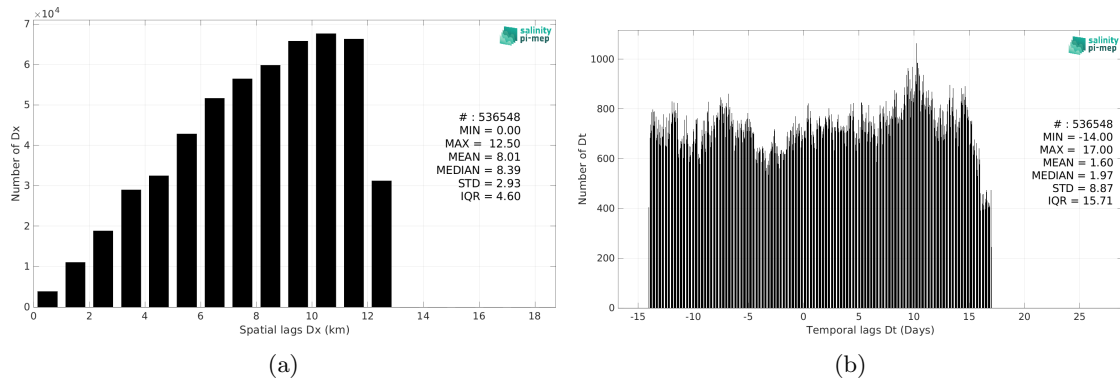 ×10⁴
7
6
5
4
3
2
1
0
Number of Dx
0 2 4 6 8 10 12 14 16 18
Spatial lags Dx (km)
salinity
pi-mep
# : 536548
MIN = 0.00
MAX = 12.50
MEAN = 8.01
MEDIAN = 8.39
STD = 2.93
IQR = 4.60
(a)
1000
800
600
400
200
0
Number of Dt
-15 -10 -5 0 5 10 15 20 25
Temporal lags Dt (Days)
salinity
pi-mep
# : 536548
MIN = -14.00
MAX = 17.00
MEAN = 1.60
MEDIAN = 1.97
STD = 8.87
IQR = 15.71
(b)